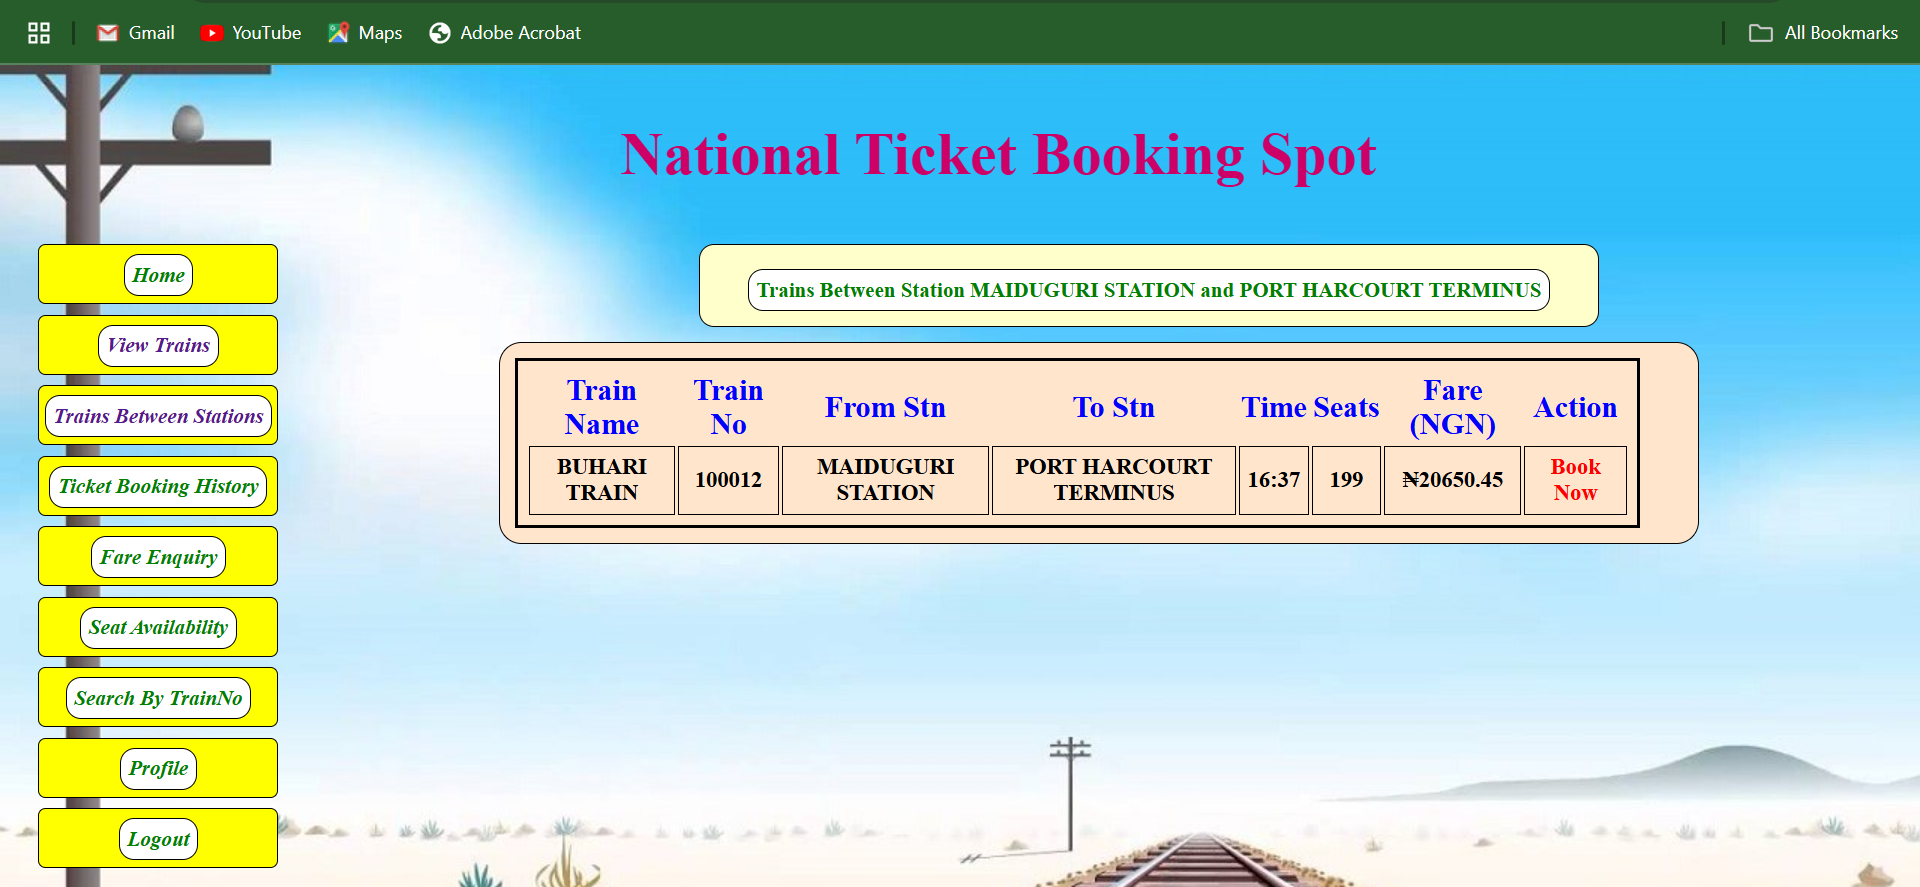 Gmail YouTube Maps Adobe Acrobat All Bookmarks
National Ticket Booking Spot
Home
View Trains
Trains Between Stations
Ticket Booking History
Fare Enquiry
Seat Availability
Search By TrainNo
Profile
Logout
Trains Between Station MAIDUGURI STATION and PORT HARCOURT TERMINUS
Train Name Train No From Stn To Stn Time Seats Fare (NGN) Action
BUHARI TRAIN 100012 MAIDUGURI STATION PORT HARCOURT TERMINUS 16:37 199 ₦20650.45 Book Now